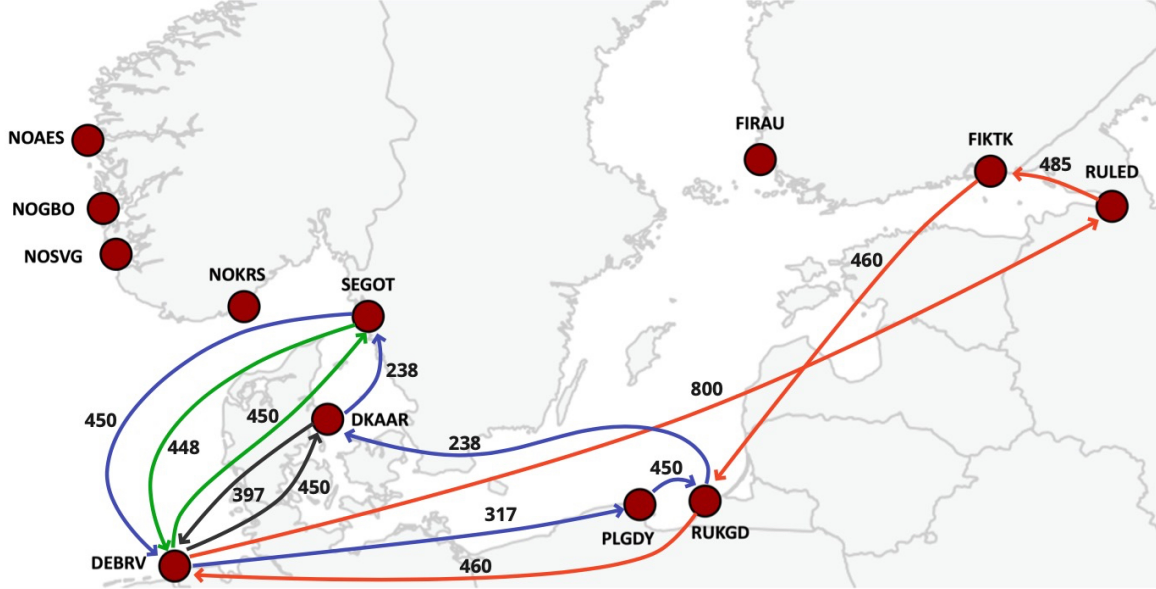 FIRAU
NOAES
FIKTK
485
RULED
NOGBO
NOSVG
460
NOKRS
SEGOT
238
800
450
450
DKAAR
448
238
450
397
450
317
PLGDY
RUKGD
DEBRV
460